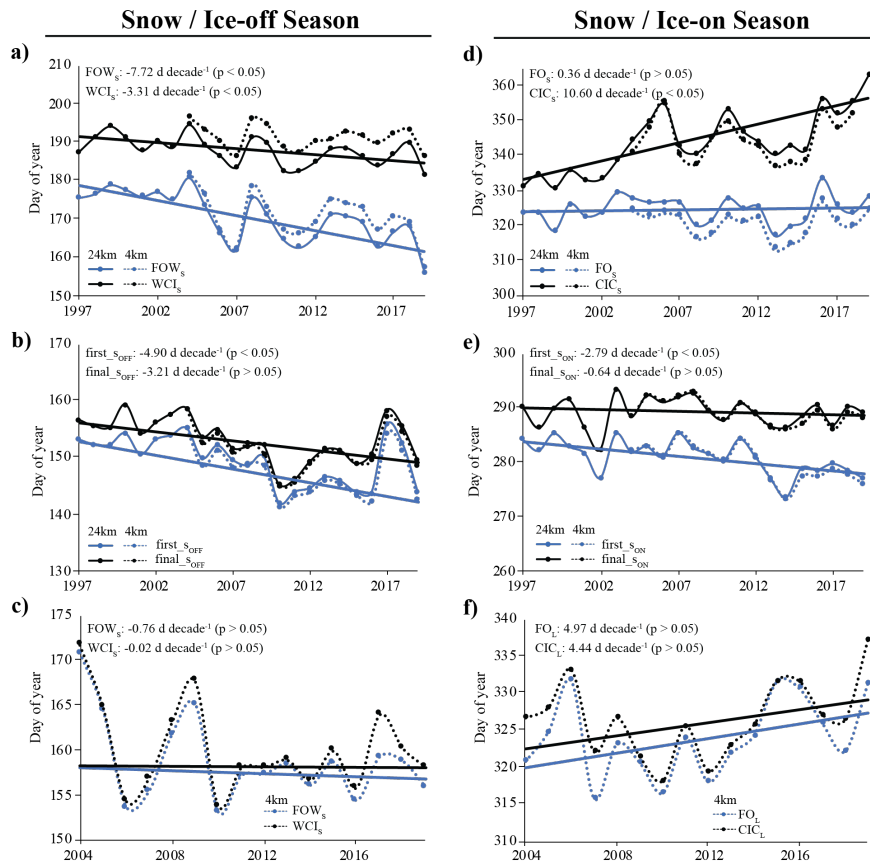 Snow / Ice-off Season
Snow / Ice-on Season
a)
FOWS: -7.72 d decade-1 (p < 0.05)
WCIS: -3.31 d decade-1 (p < 0.05)
Day of year
210
200
190
180
170
160
150
24km 4km
FOWS
WCIS
1997 2002 2007 2012 2017
d)
FOS: 0.36 d decade-1 (p > 0.05)
CICS: 10.60 d decade-1 (p < 0.05)
Day of year
360
350
340
330
320
310
300
24km 4km
FOS
CICS
1997 2002 2007 2012 2017
b)
first_sOFF: -4.90 d decade-1 (p < 0.05)
final_sOFF: -3.21 d decade-1 (p > 0.05)
Day of year
170
160
150
140
130
24km 4km
first_sOFF
final_sOFF
1997 2002 2007 2012 2017
e)
first_sON: -2.79 d decade-1 (p < 0.05)
final_sON: -0.64 d decade-1 (p > 0.05)
Day of year
300
290
280
270
260
24km 4km
first_sON
final_sON
1997 2002 2007 2012 2017
c)
FOWS: -0.76 d decade-1 (p > 0.05)
WCIS: -0.02 d decade-1 (p > 0.05)
Day of year
175
170
165
160
155
150
4km
FOWS
WCIS
2004 2008 2012 2016
f)
FOL: 4.97 d decade-1 (p > 0.05)
CICL: 4.44 d decade-1 (p > 0.05)
Day of year
340
335
330
325
320
315
310
4km
FOL
CICL
2004 2008 2012 2016